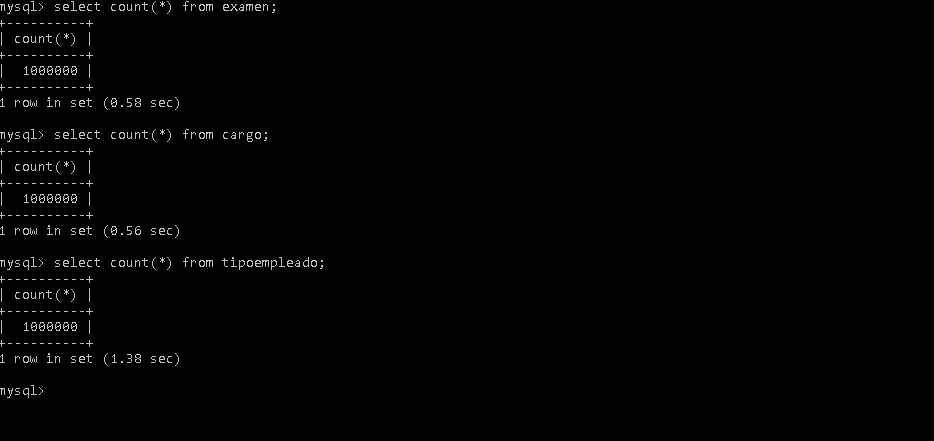 mysql> select count(*) from examen;
+----------+
| count(*) |
+----------+
|  1000000 |
+----------+
1 row in set (0.58 sec)

mysql> select count(*) from cargo;
+----------+
| count(*) |
+----------+
|  1000000 |
+----------+
1 row in set (0.56 sec)

mysql> select count(*) from tipoempleado;
+----------+
| count(*) |
+----------+
|  1000000 |
+----------+
1 row in set (1.38 sec)

mysql>